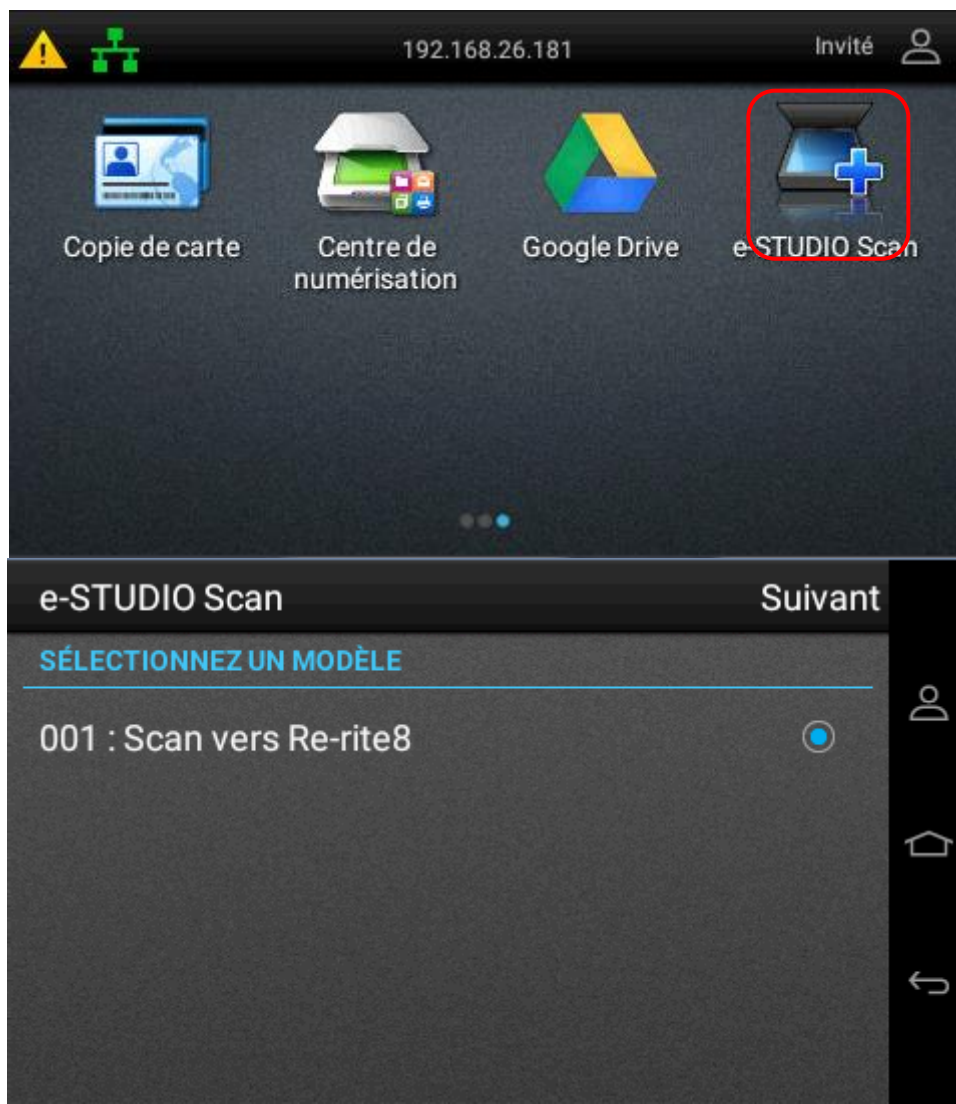 192.168.26.181
Invité
Copie de carte
Centre de
numérisation
Google Drive
e-STUDIO Scan
e-STUDIO Scan
Suivant
SÉLECTIONNEZ UN MODÈLE
001 : Scan vers Re-rite8